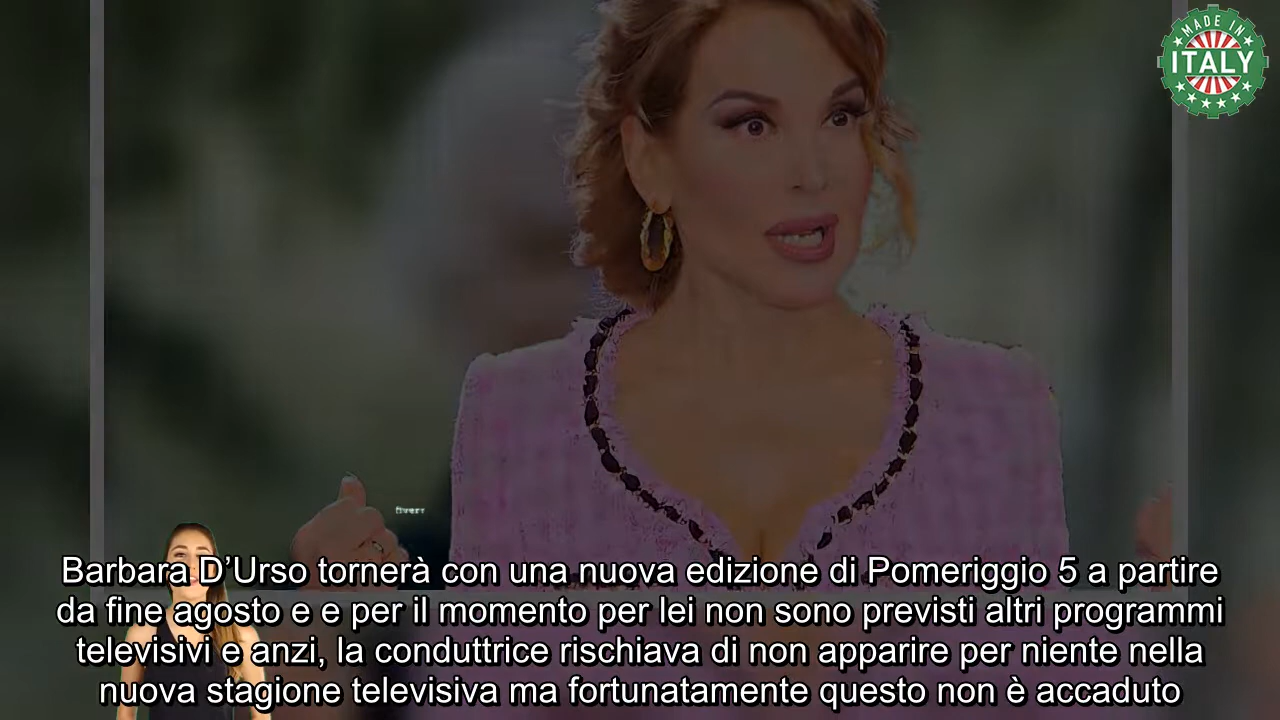 MADE IN
ITALY
fiverr
Barbara D’Urso tornerà con una nuova edizione di Pomeriggio 5 a partire
da fine agosto e e per il momento per lei non sono previsti altri programmi
televisivi e anzi, la conduttrice rischiava di non apparire per niente nella
nuova stagione televisiva ma fortunatamente questo non è accaduto